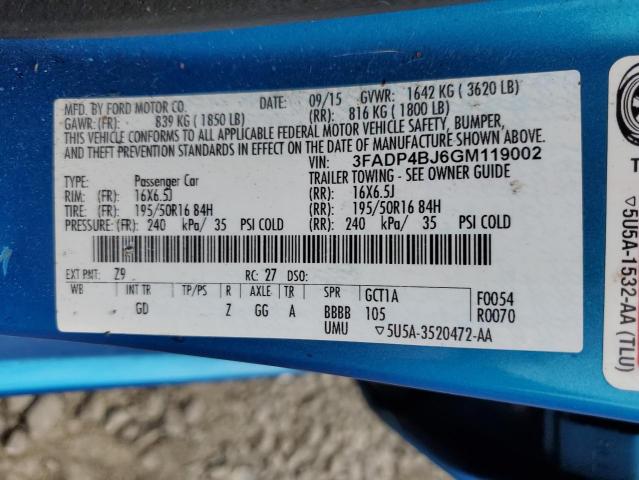 MFD. BY FORD MOTOR CO. DATE: 09/15 GVWR: 1642 KG ( 3620 LB)
GAWR: (FR): 839 KG ( 1850 LB) (RR): 816 KG ( 1800 LB)
THIS VEHICLE CONFORMS TO ALL APPLICABLE FEDERAL MOTOR VEHICLE SAFETY, BUMPER,
AND THEFT PREVENTION STANDARDS IN EFFECT ON THE DATE OF MANUFACTURE SHOWN ABOVE.
VIN: 3FADP4BJ6GM119002
TYPE: Passenger Car TRAILER TOWING - SEE OWNER GUIDE
RIM: (FR): 16X6.5J (RR): 16X6.5J
TIRE: (FR): 195/50R16 84H (RR): 195/50R16 84H
PRESSURE: (FR): 240 kPa/ 35 PSI COLD (RR): 240 kPa/ 35 PSI COLD
EXT PNT: Z9 RC: 27 DSO:
WB INT TR TP/PS R AXLE TR SPR GCT1A F0054
GD Z GG A BBBB 105 R0070
UMU ▽5U5A-3520472-AA
▽5U5A-1532-AA (TLU)